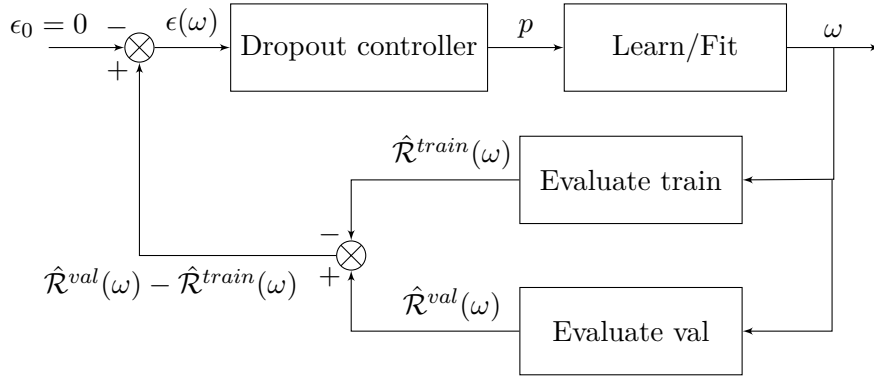 ϵ₀ = 0
−
+
ϵ(ω)
Dropout controller
p
Learn/Fit
ω
R̂^{train}(ω)
Evaluate train
−
+
R̂^{val}(ω) − R̂^{train}(ω)
R̂^{val}(ω)
Evaluate val